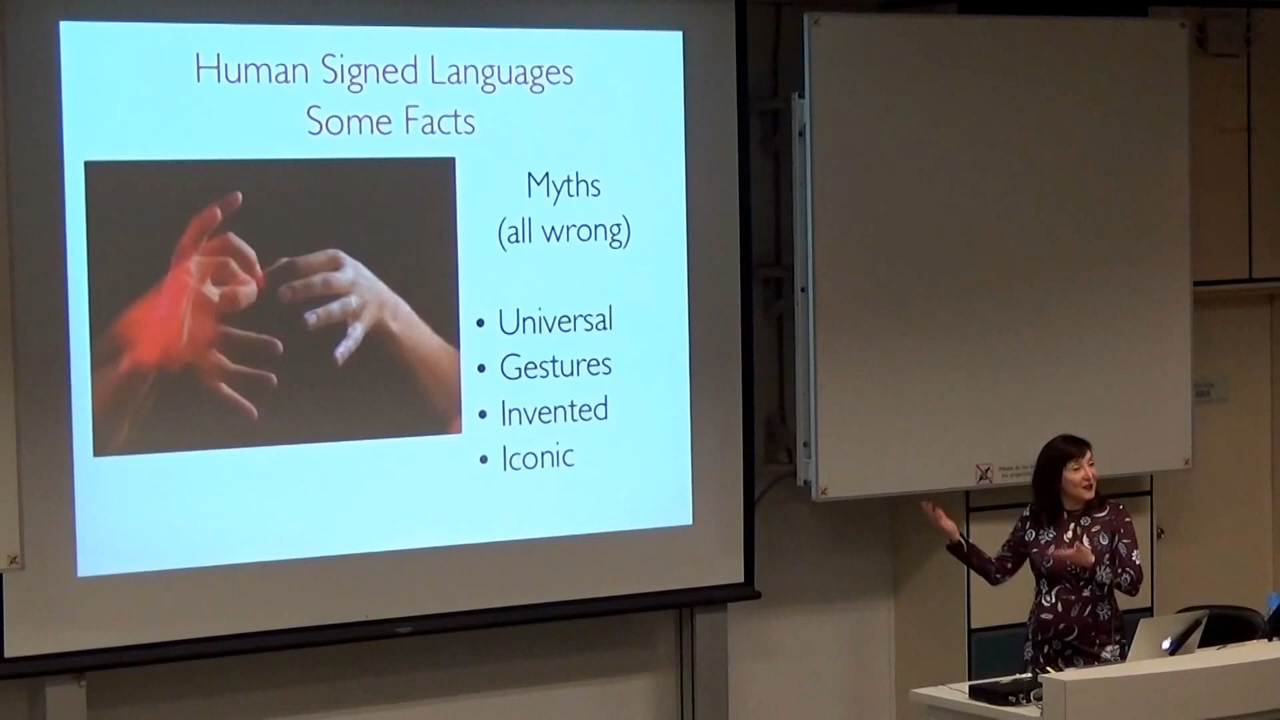 Human Signed Languages
Some Facts
Myths
(all wrong)
• Universal
• Gestures
• Invented
• Iconic